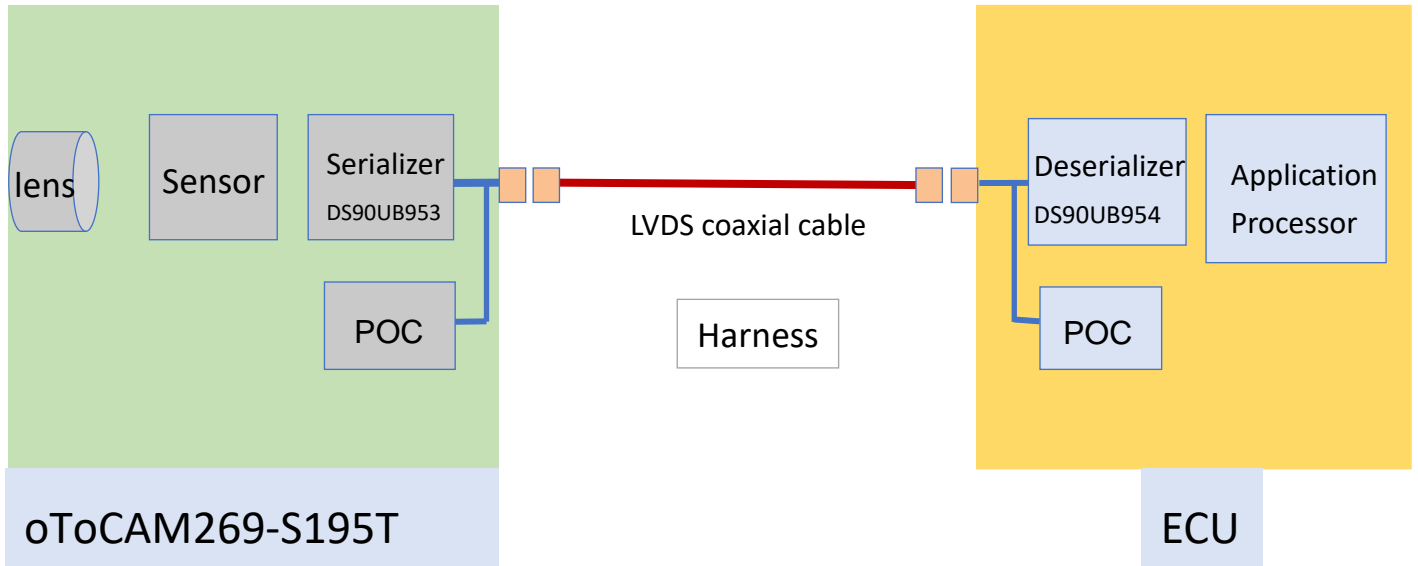 lens
Sensor
Serializer
DS90UB953
POC
LVDS coaxial cable
Harness
Deserializer
DS90UB954
Application
Processor
POC
oToCAM269-S195T
ECU